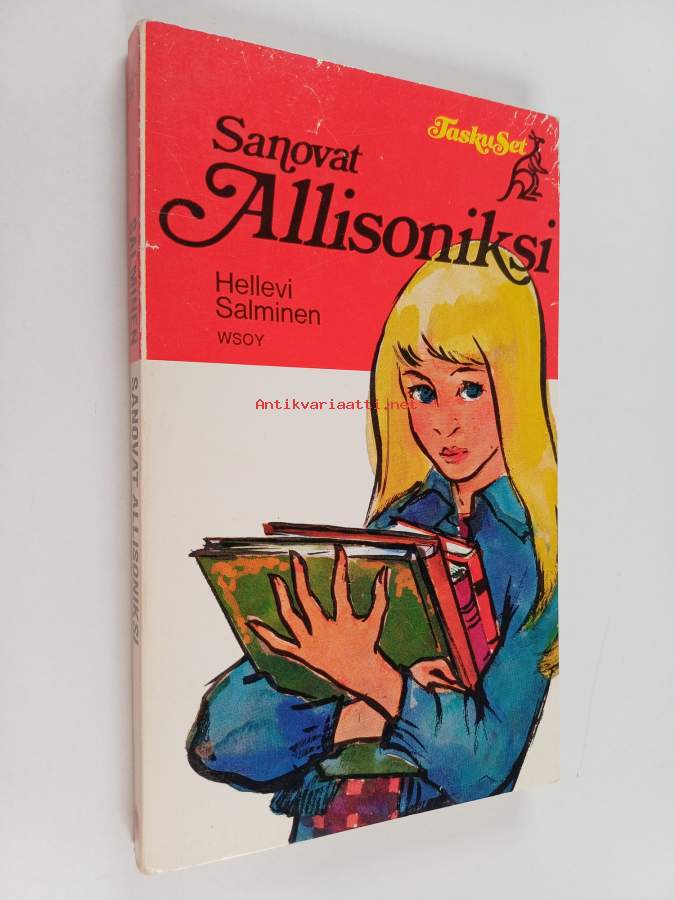 TaskuSet
Sanovat
Allisoniksi
Hellevi
Salminen
WSOY
Antikvariaatti.net
SALMINEN SANOVAT ALLISONIKSI